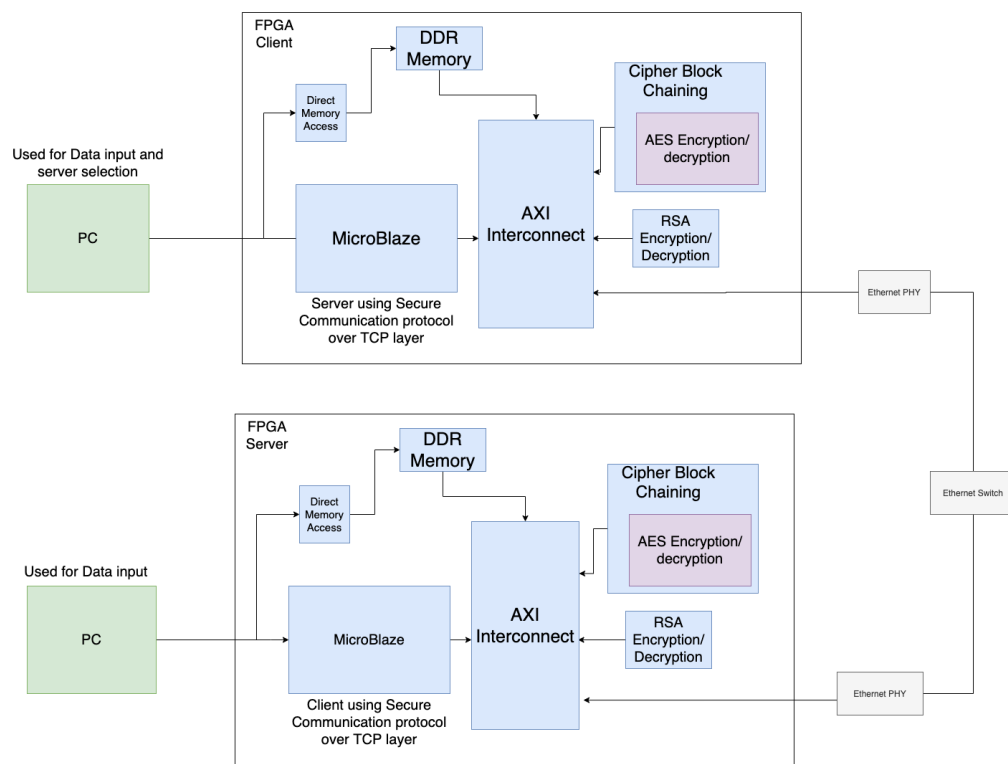 FPGA
Client
DDR
Memory
Direct
Memory
Access
Cipher Block
Chaining
AES Encryption/
decryption
Used for Data input and
server selection
PC
MicroBlaze
AXI
Interconnect
RSA
Encryption/
Decryption
Server using Secure
Communication protocol
over TCP layer
Ethernet PHY
FPGA
Server
DDR
Memory
Direct
Memory
Access
Cipher Block
Chaining
AES Encryption/
decryption
Ethernet Switch
Used for Data input
PC
MicroBlaze
AXI
Interconnect
RSA
Encryption/
Decryption
Client using Secure
Communication protocol
over TCP layer
Ethernet PHY